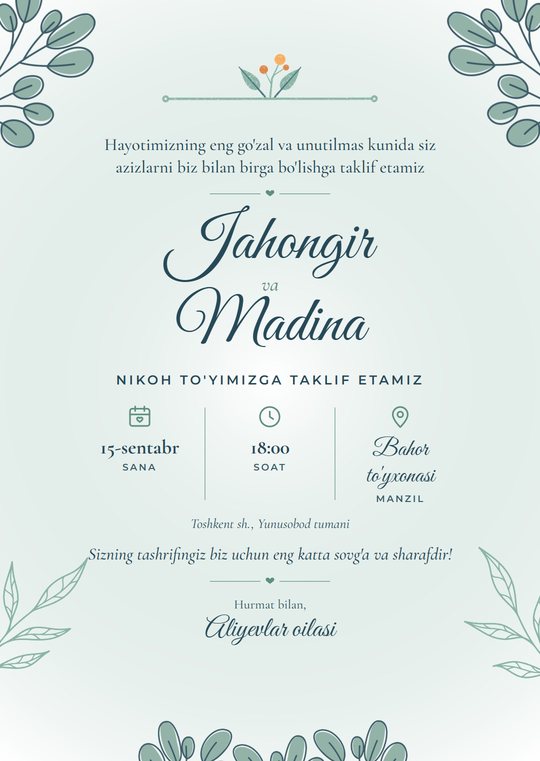 Hayotimizning eng go'zal va unutilmas kunida siz
azizlarni biz bilan birga bo'lishga taklif etamiz
Jahongir
va
Madina
NIKOH TO'YIMIZGA TAKLIF ETAMIZ
15-sentabr
SANA
18:00
SOAT
Bahor
to'yxonasi
MANZIL
Toshkent sh., Yunusobod tumani
Sizning tashrifingiz biz uchun eng katta sovg'a va sharafdir!
Hurmat bilan,
Aliyevlar oilasi